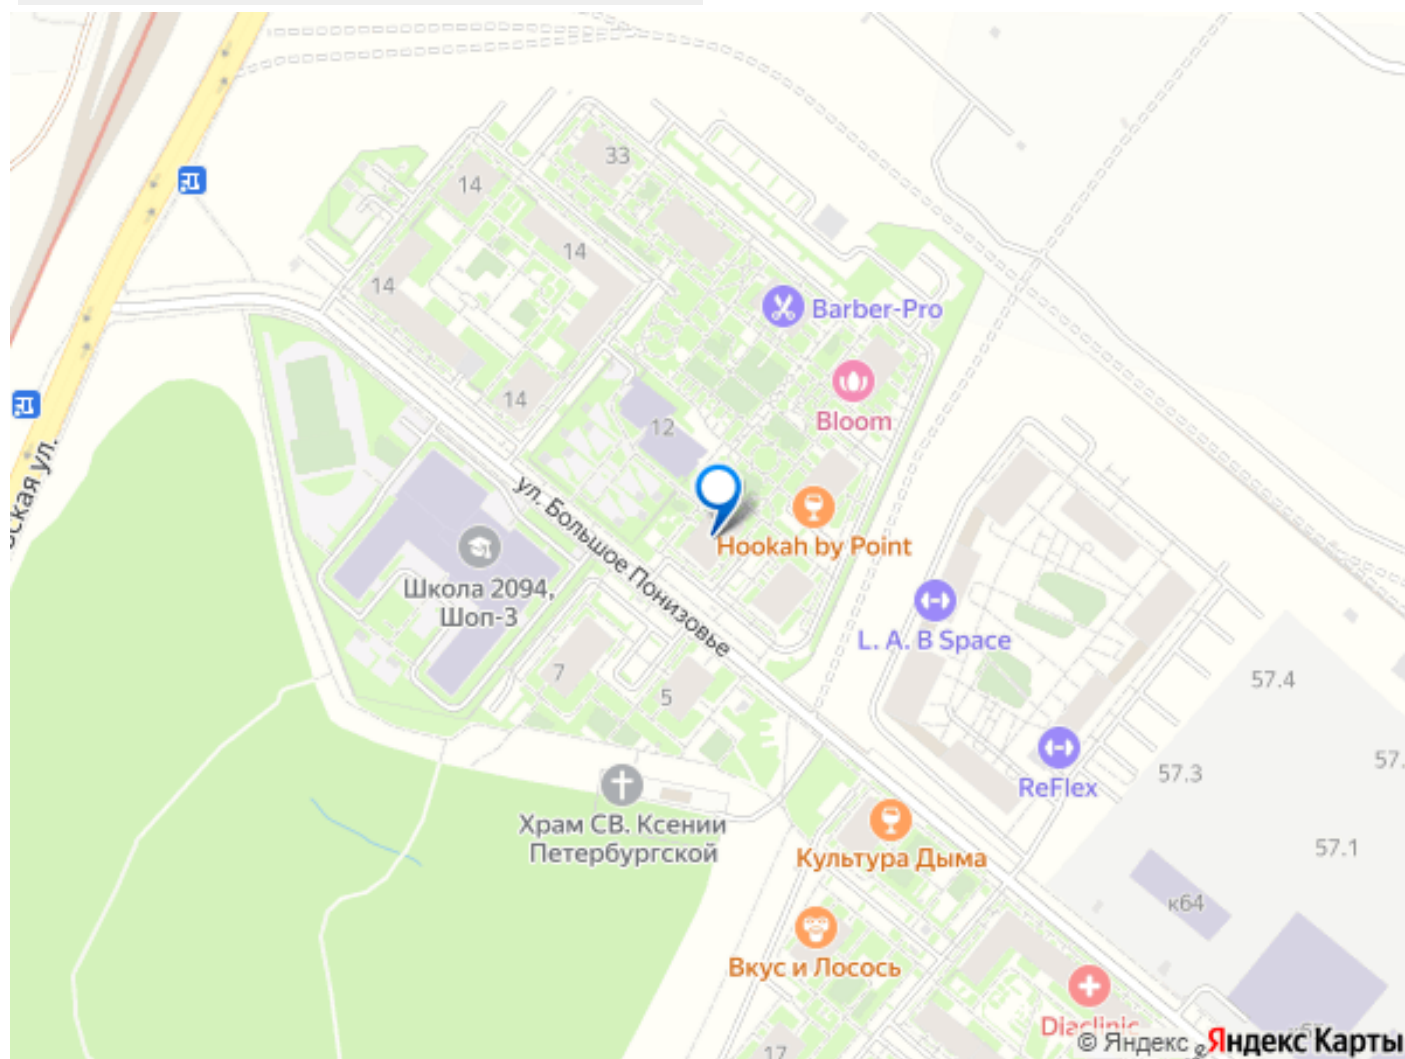 33
14
14
14
Barber-Pro
14
Bloom
12
ул. Большое Понизовье
Hookah by Point
Школа 2094,
Шоп-3
L. A. B Space
7
5
57.4
57.3
57.
ReFlex
Храм СВ. Ксении
Петербургской
Культура Дыма
57.1
к64
Вкус и Лосось
Diaclinic
17
© Яндекс Яндекс Карты